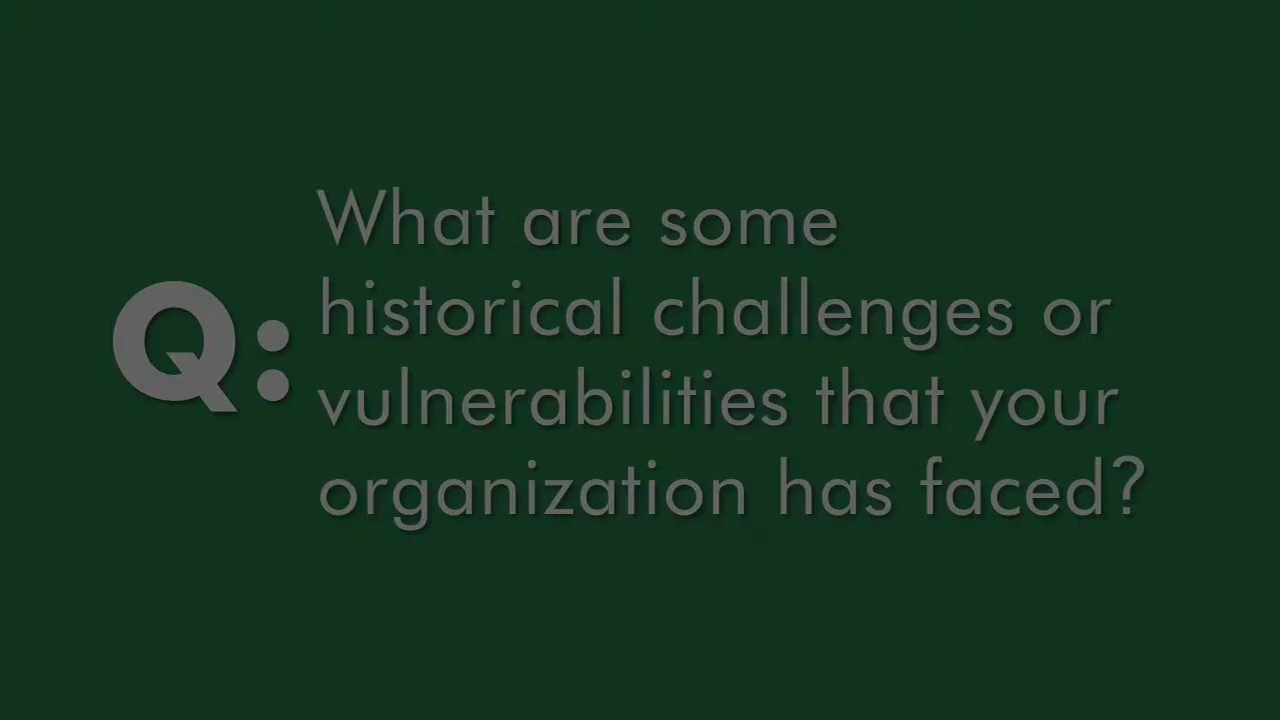 Q:
What are some
historical challenges or
vulnerabilities that your
organization has faced?